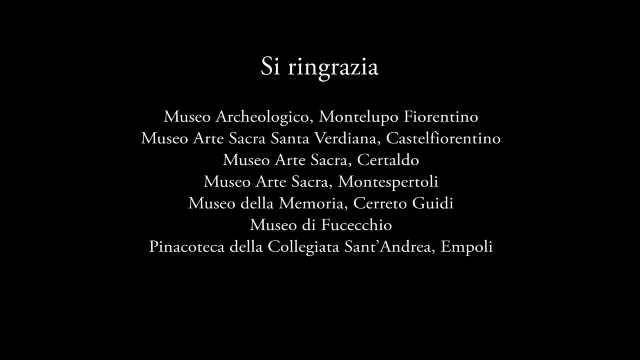 Si ringrazia
Museo Archeologico, Montelupo Fiorentino
Museo Arte Sacra Santa Verdiana, Castelfiorentino
Museo Arte Sacra, Certaldo
Museo Arte Sacra, Montespertoli
Museo della Memoria, Cerreto Guidi
Museo di Fucecchio
Pinacoteca della Collegiata Sant’Andrea, Empoli